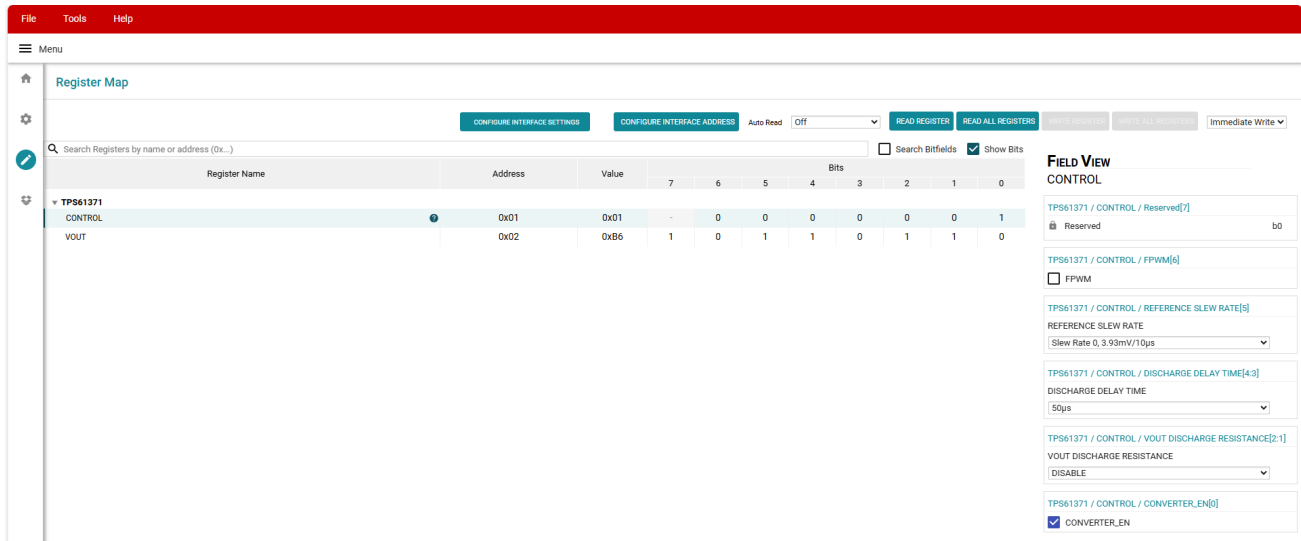 File Tools Help
Menu
Register Map
CONFIGURE INTERFACE SETTINGS CONFIGURE INTERFACE ADDRESS Auto Read Off READ REGISTER READ ALL REGISTERS WRITE REGISTER WRITE ALL REGISTERS Immediate Write
Search Registers by name or address (0x...) Search Bitfields Show Bits
Register Name Address Value Bits
7 6 5 4 3 2 1 0
TPS61371
CONTROL 0x01 0x01 - 0 0 0 0 0 0 1
VOUT 0x02 0xB6 1 0 1 1 0 1 1 0
FIELD VIEW
CONTROL
TPS61371 / CONTROL / Reserved[7]
Reserved b0
TPS61371 / CONTROL / FPWM[6]
FPWM
TPS61371 / CONTROL / REFERENCE SLEW RATE[5]
REFERENCE SLEW RATE
Slew Rate 0, 3.93mV/10μs
TPS61371 / CONTROL / DISCHARGE DELAY TIME[4:3]
DISCHARGE DELAY TIME
50μs
TPS61371 / CONTROL / VOUT DISCHARGE RESISTANCE[2:1]
VOUT DISCHARGE RESISTANCE
DISABLE
TPS61371 / CONTROL / CONVERTER_EN[0]
CONVERTER_EN